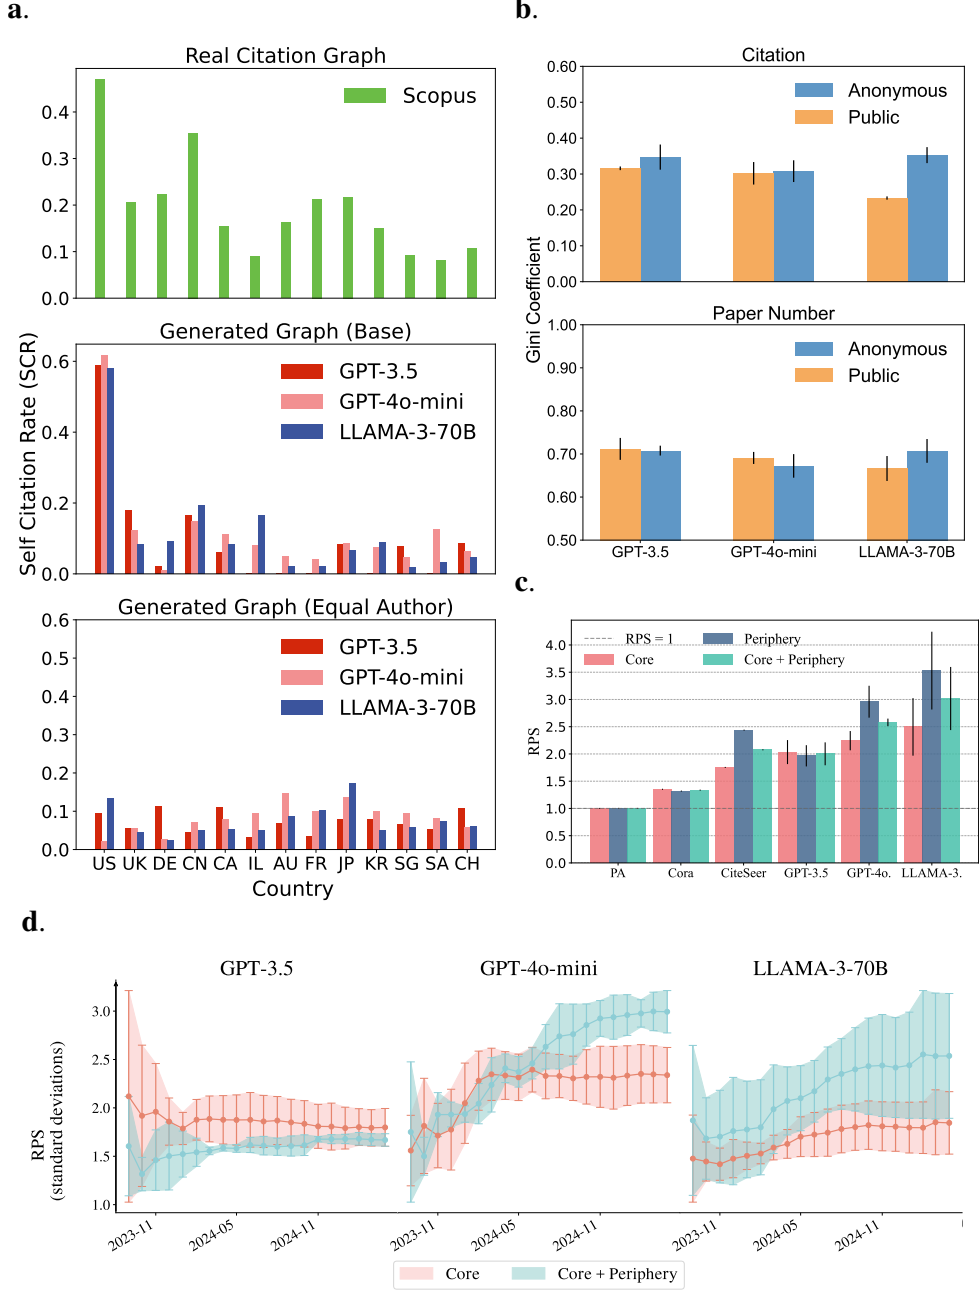 a.
Real Citation Graph
Scopus
0.4
0.3
0.2
0.1
0.0
Generated Graph (Base)
GPT-3.5
GPT-4o-mini
LLAMA-3-70B
0.6
0.4
0.2
0.0
Self Citation Rate (SCR)
Generated Graph (Equal Author)
GPT-3.5
GPT-4o-mini
LLAMA-3-70B
0.6
0.5
0.4
0.3
0.2
0.1
0.0
US UK DE CN CA IL AU FR JP KR SG SA CH
Country
b.
Citation
Anonymous
Public
0.60
0.50
0.40
0.30
0.20
0.10
0.00
Gini Coefficient
Paper Number
Anonymous
Public
1.00
0.90
0.80
0.70
0.60
0.50
GPT-3.5 GPT-4o-mini LLAMA-3-70B
c.
RPS = 1 Periphery
Core Core + Periphery
4.0
3.5
3.0
2.5
2.0
1.5
1.0
0.5
0.0
RPS
PA Cora CiteSeer GPT-3.5 GPT-4o. LLAMA-3.
d.
GPT-3.5 GPT-4o-mini LLAMA-3-70B
3.0
2.5
2.0
1.5
1.0
RPS
(standard deviations)
2023-11 2024-05 2024-11 2023-11 2024-05 2024-11 2023-11 2024-05 2024-11
Core Core + Periphery